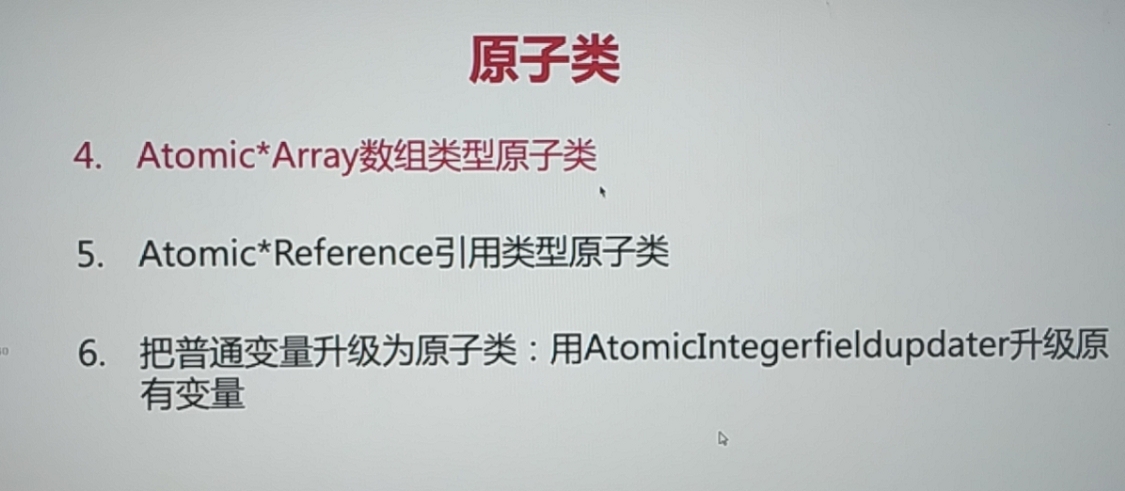 原子类
4. Atomic*Array数组类型原子类
5. Atomic*Reference引用类型原子类
6. 把普通变量升级为原子类：用AtomicIntegerfieldupdater升级原
有变量